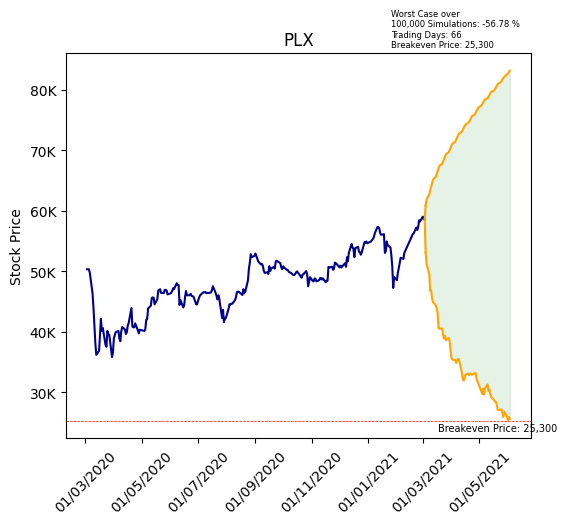 Worst Case over
100,000 Simulations: -56.78 %
Trading Days: 66
Breakeven Price: 25,300
PLX
Stock Price
80K
70K
60K
50K
40K
30K
Breakeven Price: 25,300
01/03/2020
01/05/2020
01/07/2020
01/09/2020
01/11/2020
01/01/2021
01/03/2021
01/05/2021